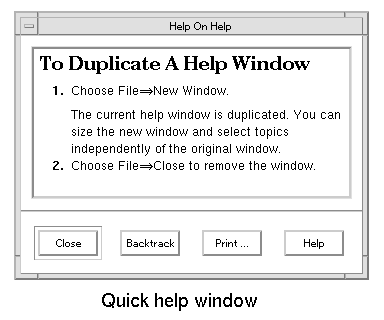 Help On Help
To Duplicate A Help Window
1. Choose File⇒New Window.
The current help window is duplicated. You can
size the new window and select topics
independently of the original window.
2. Choose File⇒Close to remove the window.
Close
Backtrack
Print ...
Help
Quick help window